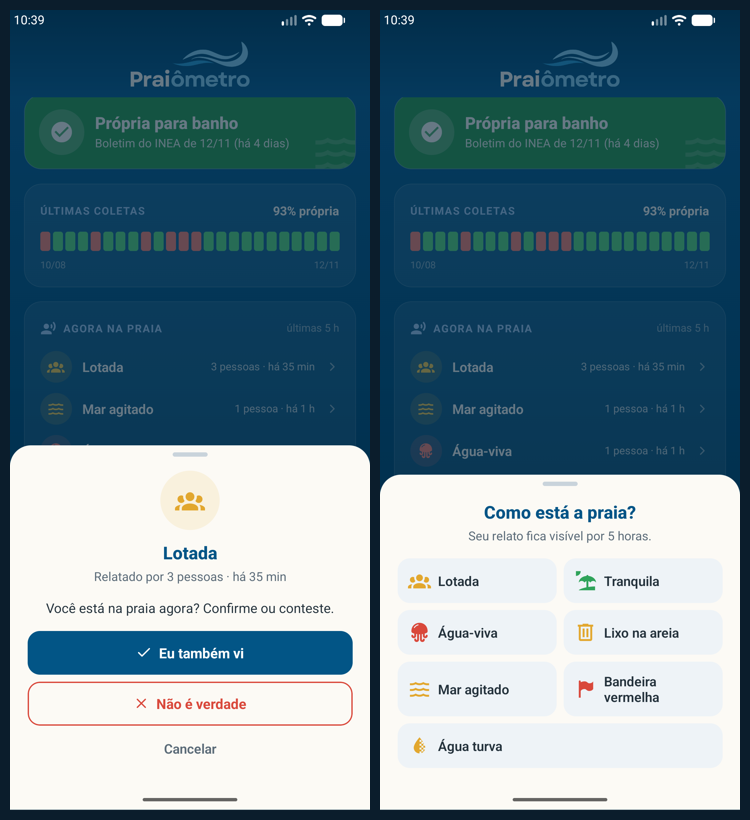 10:39
Praiômetro
Própria para banho
Boletim do INEA de 12/11 (há 4 dias)
ÚLTIMAS COLETAS
93% própria
10/08
12/11
AGORA NA PRAIA
últimas 5 h
Lotada
3 pessoas · há 35 min
Mar agitado
1 pessoa · há 1 h
Lotada
Relatado por 3 pessoas · há 35 min
Você está na praia agora? Confirme ou conteste.
Eu também vi
Não é verdade
Cancelar
10:39
Praiômetro
Própria para banho
Boletim do INEA de 12/11 (há 4 dias)
ÚLTIMAS COLETAS
93% própria
10/08
12/11
AGORA NA PRAIA
últimas 5 h
Lotada
3 pessoas · há 35 min
Mar agitado
1 pessoa · há 1 h
Água-viva
1 pessoa · há 1 h
Como está a praia?
Seu relato fica visível por 5 horas.
Lotada
Tranquila
Água-viva
Lixo na areia
Mar agitado
Bandeira
vermelha
Água turva